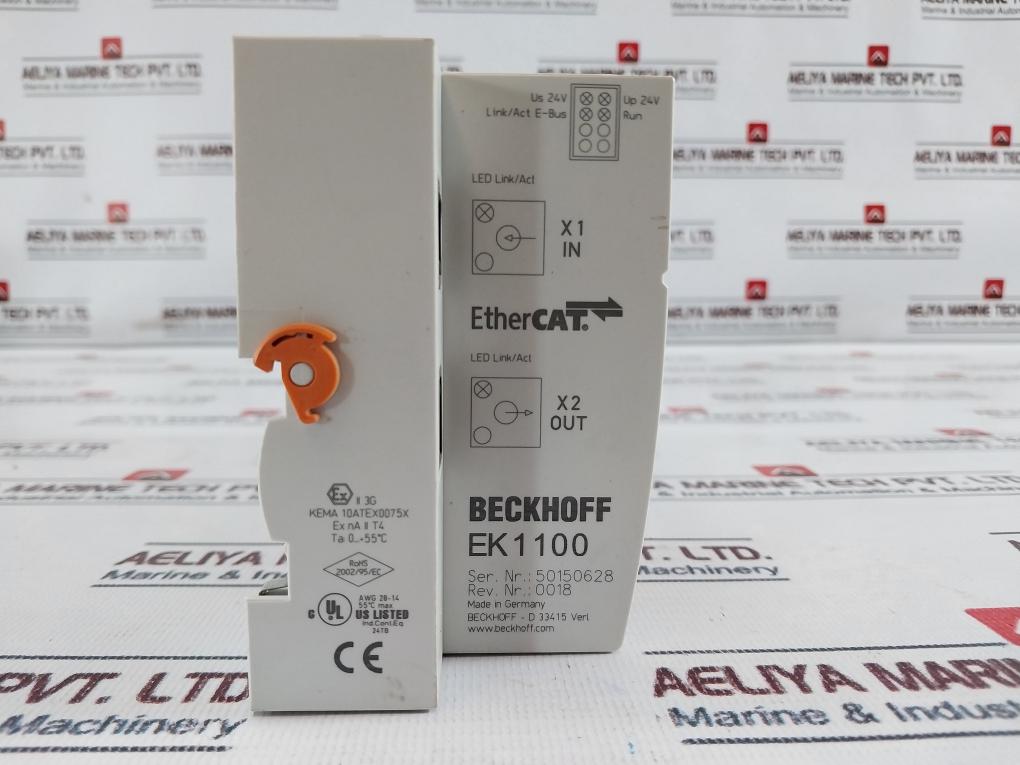 Us 24V
Up 24V
Link/Act E-Bus
Run
LED Link/Act
X1
IN
EtherCAT®
LED Link/Act
X2
OUT
BECKHOFF
EK1100
Ser. Nr.: 50150628
Rev. Nr.: 0018
Made in Germany
BECKHOFF - D 33415 Verl
www.beckhoff.com
Ex II 3G
KEMA 10ATEX0075X
Ex nA II T4
Ta: 0...+55°C
RoHS
2002/95/EC
AWG 28-14
55°C max
C UL US LISTED
Ind.Cont.Eq
24TB
CE
AELIYA MARINE TECH PVT. LTD.
Marine & Industrial Automation & Machinery